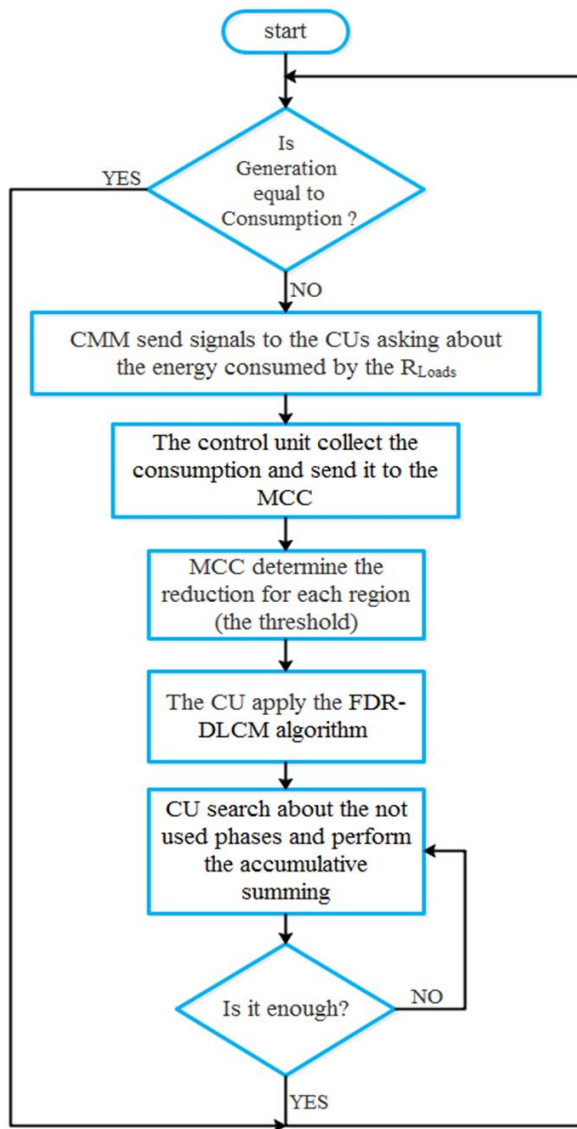 start
Is
Generation
equal to
Consumption ?
YES
NO
CMM send signals to the CUs asking about
the energy consumed by the RLoads
The control unit collect the
consumption and send it to the
MCC
MCC determine the
reduction for each region
(the threshold)
The CU apply the FDR-
DLCM algorithm
CU search about the not
used phases and perform
the accumulative
summing
Is it enough?
NO
YES